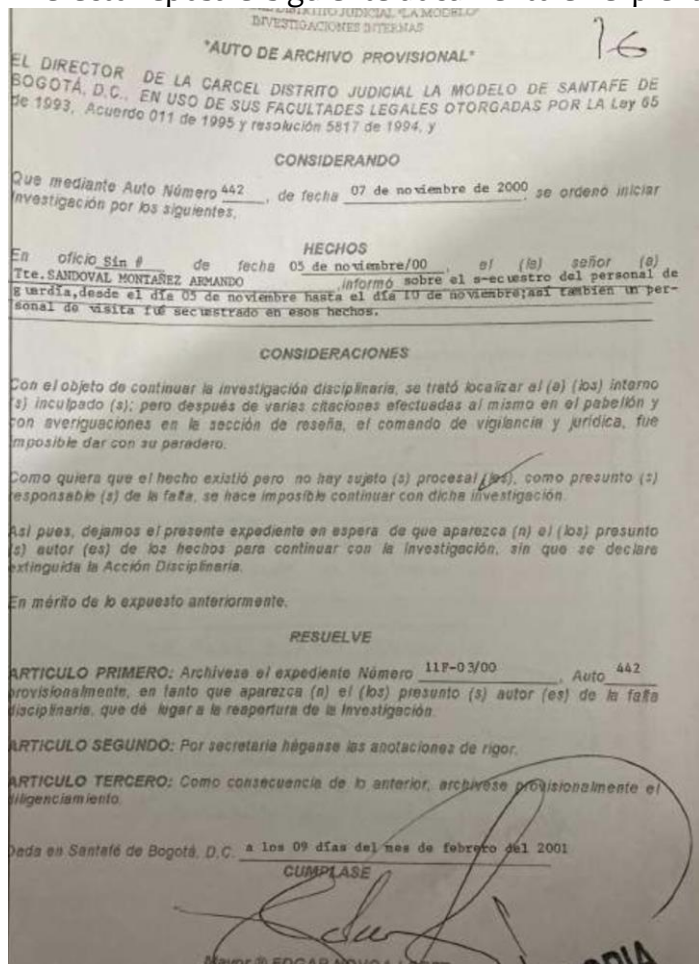 DISTRITO JUDICIAL "LA MODELO"
INVESTIGACIONES INTERNAS
16
"AUTO DE ARCHIVO PROVISIONAL"
EL DIRECTOR DE LA CARCEL DISTRITO JUDICIAL LA MODELO DE SANTAFE DE
BOGOTÁ, D.C., EN USO DE SUS FACULTADES LEGALES OTORGADAS POR LA Ley 65
de 1993, Acuerdo 011 de 1995 y resolución 5817 de 1994, y
CONSIDERANDO
Que mediante Auto Número 442, de fecha 07 de noviembre de 2000 se ordenó iniciar
Investigación por los siguientes,
HECHOS
En oficio Sin # de fecha 05 de noviembre/00, el (la) señor (a)
Tte. SANDOVAL MONTAÑEZ ARMANDO, informó sobre el s-ecuestro del personal de
guardia, desde el día 05 de noviembre hasta el día 10 de noviembre; así tambien un per-
sonal de visita fué secuestrado en esos hechos.
CONSIDERACIONES
Con el objeto de continuar la investigación disciplinaria, se trató localizar al (a) (los) interno
(s) inculpado (s); pero después de varias citaciones efectuadas al mismo en el pabellón y
con averiguaciones en la sección de reseña, el comando de vigilancia y jurídica, fue
imposible dar con su paradero.
Como quiera que el hecho existió pero no hay sujeto (s) procesal (les), como presunto (s)
responsable (s) de la falta, se hace imposible continuar con dicha investigación.
Así pues, dejamos el presente expediente en espera de que aparezca (n) el (los) presunto
(s) autor (es) de los hechos para continuar con la investigación, sin que se declare
extinguida la Acción Disciplinaria.
En mérito de lo expuesto anteriormente.
RESUELVE
ARTICULO PRIMERO: Archivese el expediente Número 11F-03/00, Auto 442
provisionalmente, en tanto que aparezca (n) el (los) presunto (s) autor (es) de la falta
disciplinaria, que dé lugar a la reapertura de la Investigación.
ARTICULO SEGUNDO: Por secretaria hágense las anotaciones de rigor.
ARTICULO TERCERO: Como consecuencia de lo anterior, archívese provisionalmente el
diligenciamiento.
Dada en Santafé de Bogotá, D.C. a los 09 días del mes de febrero del 2001
CUMPLASE
Mayor ® EDGAR